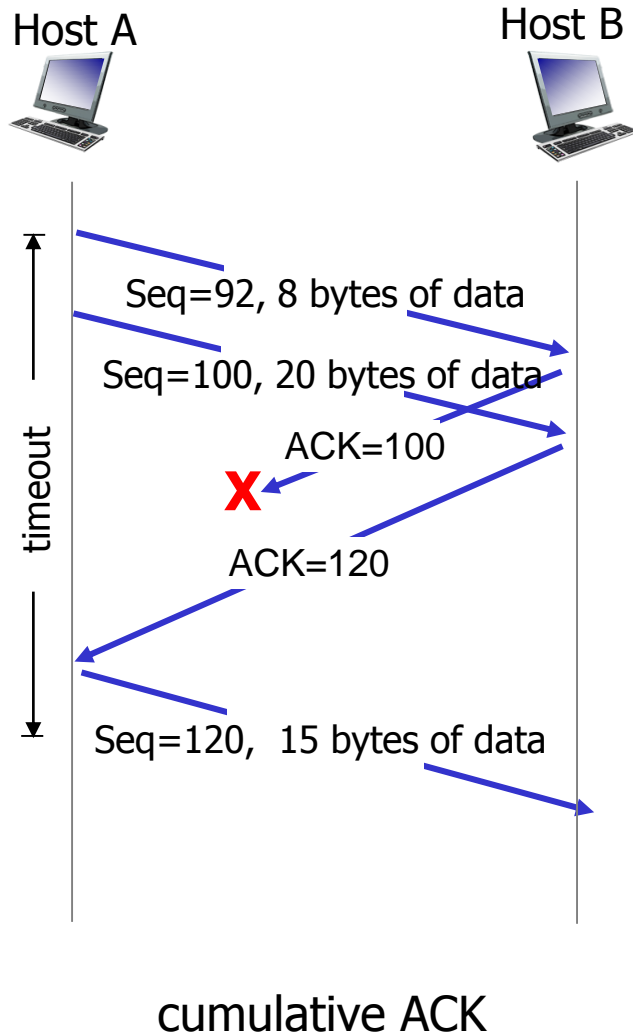 Host A
Host B
Seq=92, 8 bytes of data
Seq=100, 20 bytes of data
timeout
ACK=100
X
ACK=120
Seq=120, 15 bytes of data
cumulative ACK